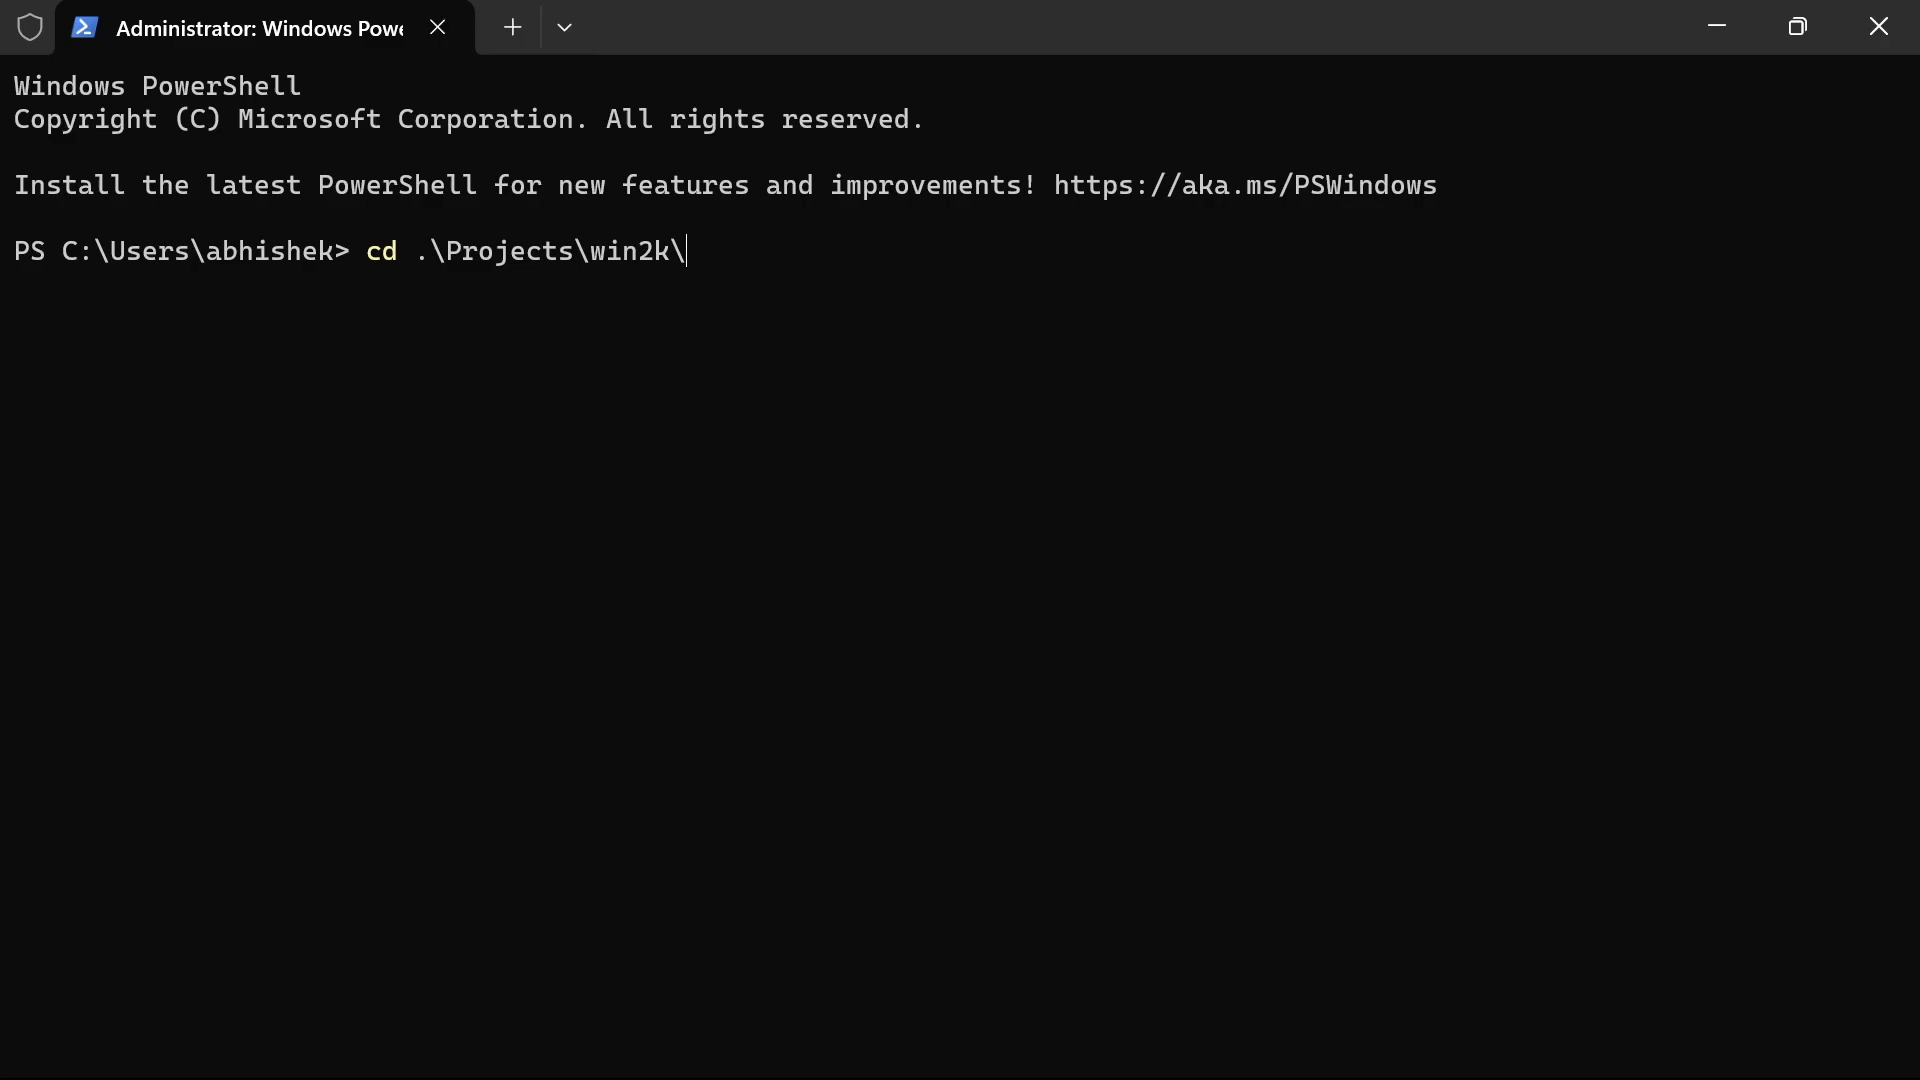 Administrator: Windows Powe
Windows PowerShell
Copyright (C) Microsoft Corporation. All rights reserved.
Install the latest PowerShell for new features and improvements! https://aka.ms/PSWindows
PS C:\Users\abhishek> cd .\Projects\win2k\